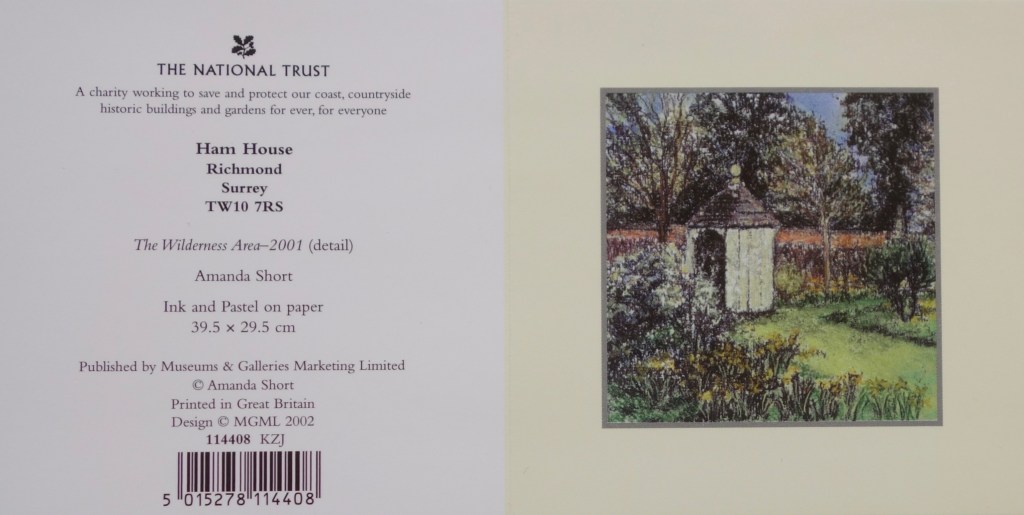 THE NATIONAL TRUST
A charity working to save and protect our coast, countryside
historic buildings and gardens for ever, for everyone
Ham House
Richmond
Surrey
TW10 7RS
The Wilderness Area–2001 (detail)
Amanda Short
Ink and Pastel on paper
39.5 × 29.5 cm
Published by Museums & Galleries Marketing Limited
© Amanda Short
Printed in Great Britain
Design © MGML 2002
114408 KZJ
5 015278 114408